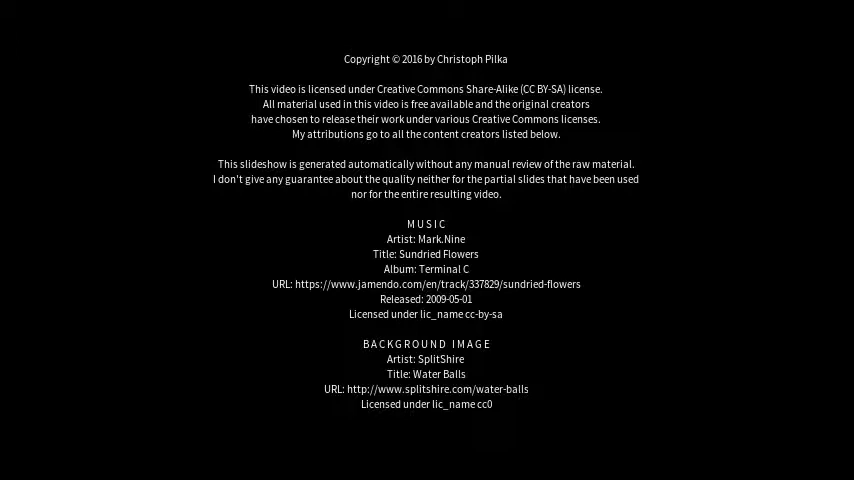 Copyright © 2016 by Christoph Pilka
This video is licensed under Creative Commons Share-Alike (CC BY-SA) license.
All material used in this video is free available and the original creators
have chosen to release their work under various Creative Commons licenses.
My attributions go to all the content creators listed below.
This slideshow is generated automatically without any manual review of the raw material.
I don't give any guarantee about the quality neither for the partial slides that have been used
nor for the entire resulting video.
MUSIC
Artist: Mark.Nine
Title: Sundried Flowers
Album: Terminal C
URL: https://www.jamendo.com/en/track/337829/sundried-flowers
Released: 2009-05-01
Licensed under lic_name cc-by-sa
BACKGROUND IMAGE
Artist: SplitShire
Title: Water Balls
URL: http://www.splitshire.com/water-balls
Licensed under lic_name cc0